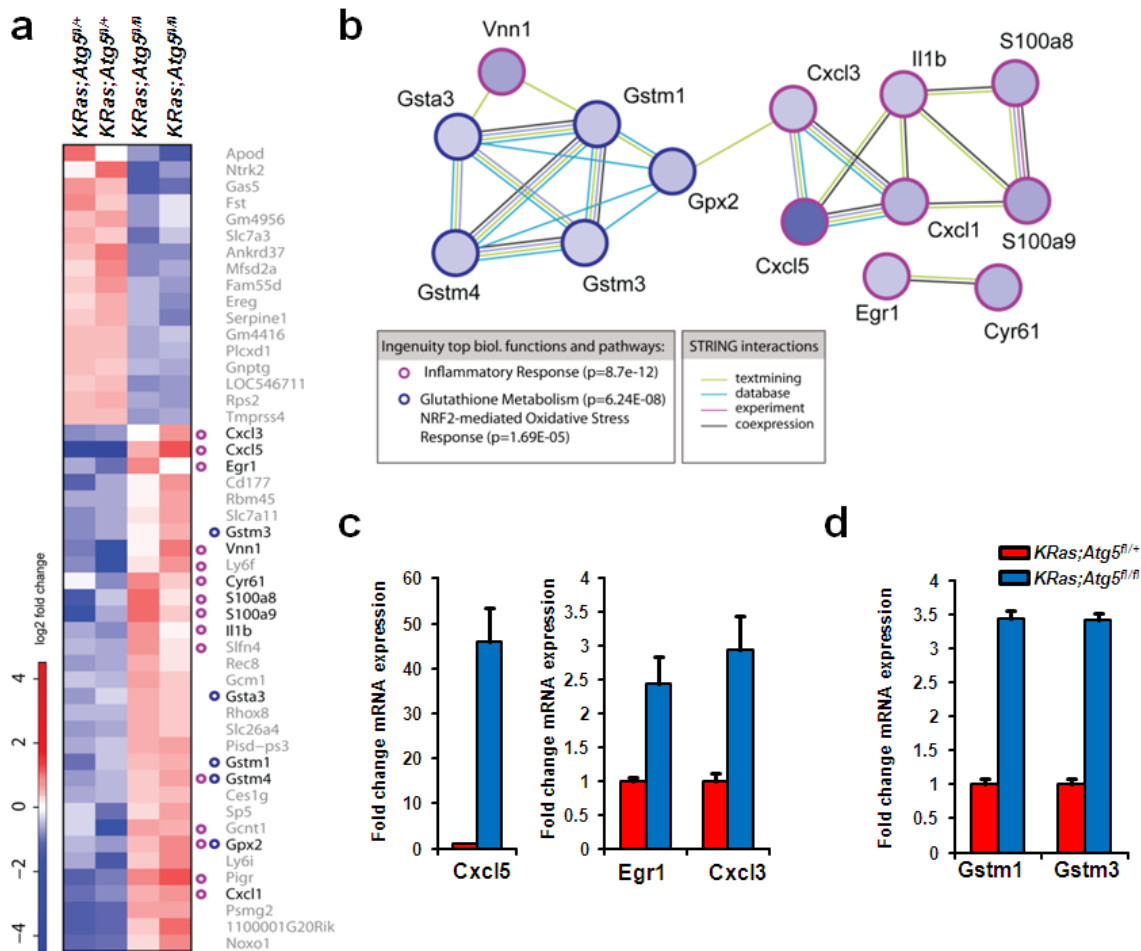 a
KRas;Atg5fl/+
KRas;Atg5fl/+
KRas;Atg5fl/fl
KRas;Atg5fl/fl
Apod
Ntrk2
Gas5
Fst
Gm4956
Slc7a3
Ankrd37
Mfsd2a
Fam55d
Ereg
Serpine1
Gm4416
Plcxd1
Gnptg
LOC546711
Rps2
Tmprss4
Cxcl3
Cxcl5
Egr1
Cd177
Rbm45
Slc7a11
Gstm3
Vnn1
Ly6f
Cyr61
S100a8
S100a9
Il1b
Slfn4
Rec8
Gcm1
Gsta3
Rhox8
Slc26a4
Pisd-ps3
Gstm1
Gstm4
Ces1g
Sp5
Gcnt1
Gpx2
Ly6i
Pigr
Cxcl1
Psmg2
1100001G20Rik
Noxo1
log2 fold change
4
2
0
-2
-4
b
Vnn1
Gsta3
Gstm1
Gpx2
Gstm4
Gstm3
Cxcl3
Il1b
S100a8
Cxcl5
Cxcl1
S100a9
Egr1
Cyr61
Ingenuity top biol. functions and pathways:
Inflammatory Response (p=8.7e-12)
Glutathione Metabolism (p=6.24E-08)
NRF2-mediated Oxidative Stress
Response (p=1.69E-05)
STRING interactions
textmining
database
experiment
coexpression
c
Fold change mRNA expression
60
50
40
30
20
10
0
Cxcl5
Fold change mRNA expression
4
3.5
3
2.5
2
1.5
1
0.5
0
Egr1 Cxcl3
d
KRas;Atg5fl/+
KRas;Atg5fl/fl
Fold change mRNA expression
4
3.5
3
2.5
2
1.5
1
0.5
0
Gstm1 Gstm3